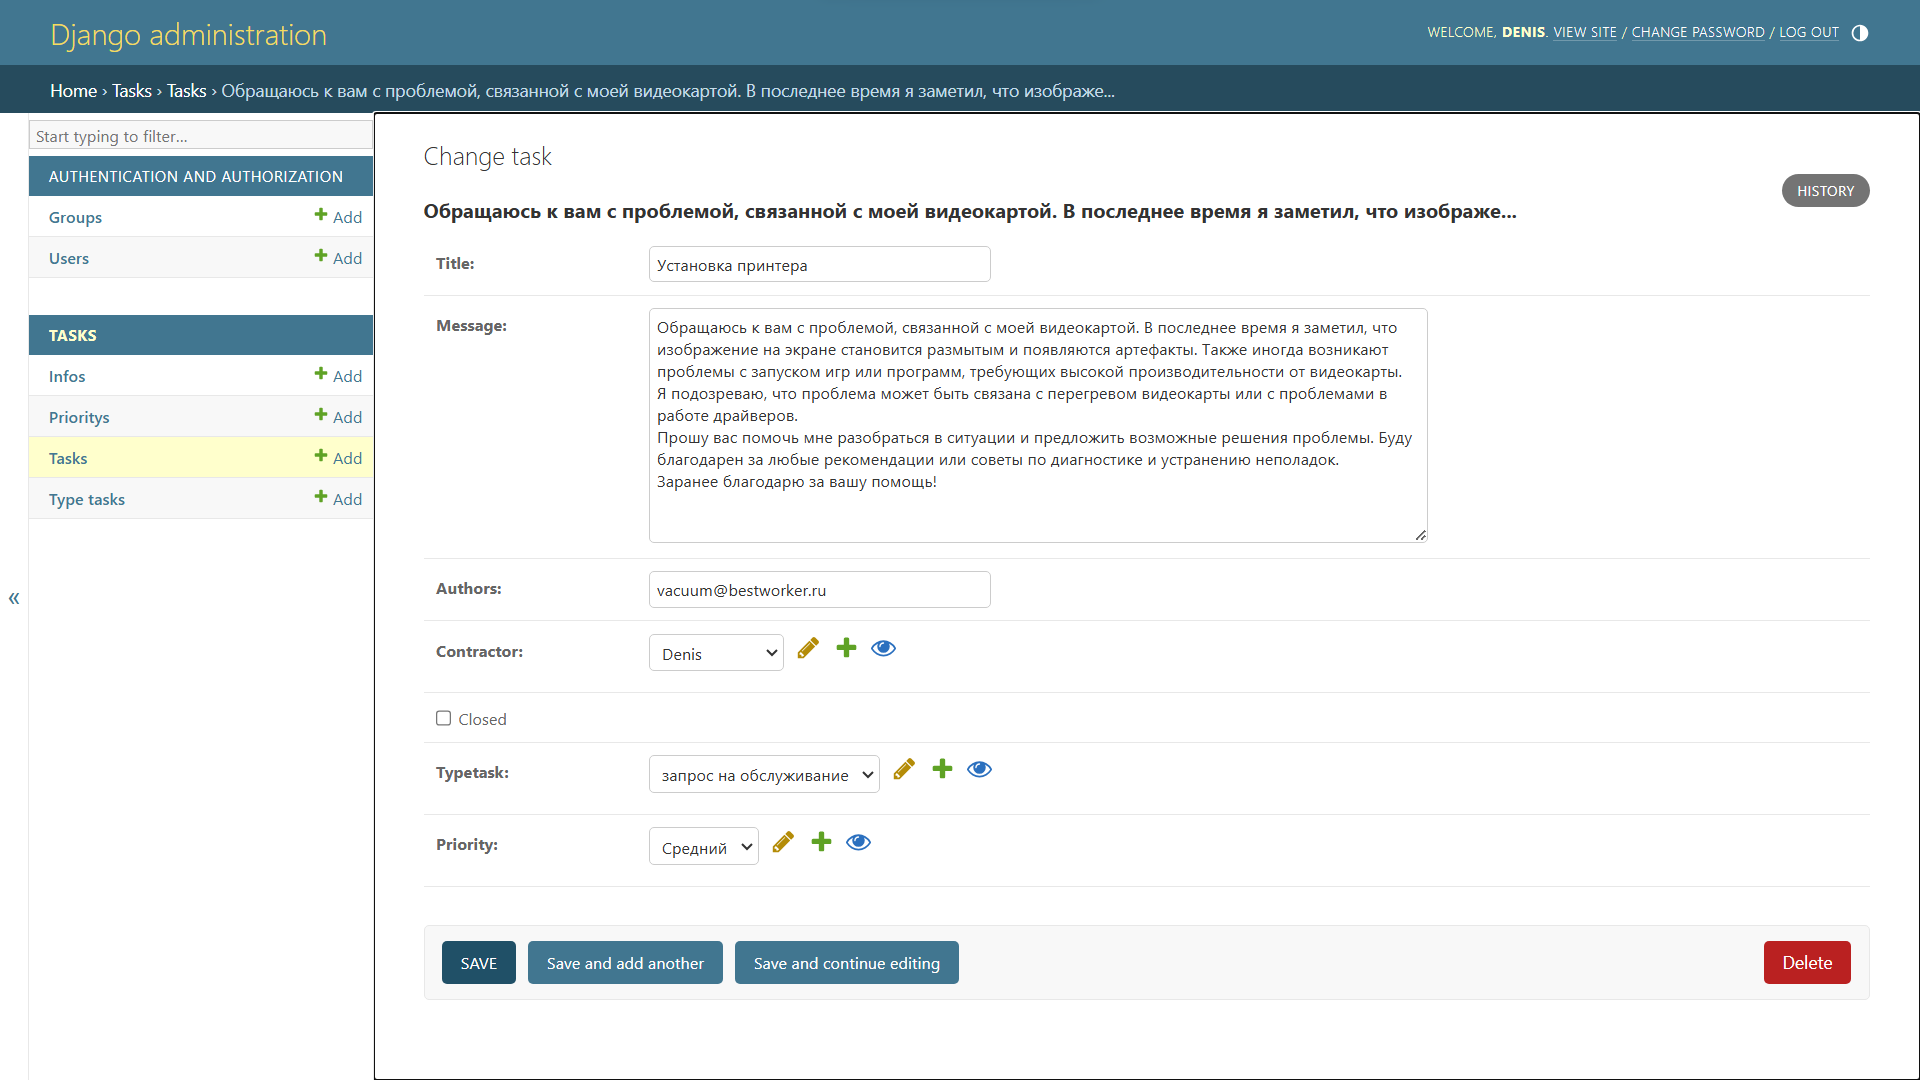 Django administration
WELCOME, DENIS. VIEW SITE / CHANGE PASSWORD / LOG OUT
Home › Tasks › Tasks › Обращаюсь к вам с проблемой, связанной с моей видеокартой. В последнее время я заметил, что изображе...
Start typing to filter...
AUTHENTICATION AND AUTHORIZATION
Groups Add
Users Add
TASKS
Infos Add
Prioritys Add
Tasks Add
Type tasks Add
«
Change task
HISTORY
Обращаюсь к вам с проблемой, связанной с моей видеокартой. В последнее время я заметил, что изображе...
Title: Установка принтера
Message:
Обращаюсь к вам с проблемой, связанной с моей видеокартой. В последнее время я заметил, что
изображение на экране становится размытым и появляются артефакты. Также иногда возникают
проблемы с запуском игр или программ, требующих высокой производительности от видеокарты.
Я подозреваю, что проблема может быть связана с перегревом видеокарты или с проблемами в
работе драйверов.
Прошу вас помочь мне разобраться в ситуации и предложить возможные решения проблемы. Буду
благодарен за любые рекомендации или советы по диагностике и устранению неполадок.
Заранее благодарю за вашу помощь!
Authors: vacuum@bestworker.ru
Contractor: Denis
Closed
Typetask: запрос на обслуживание
Priority: Средний
SAVE Save and add another Save and continue editing Delete